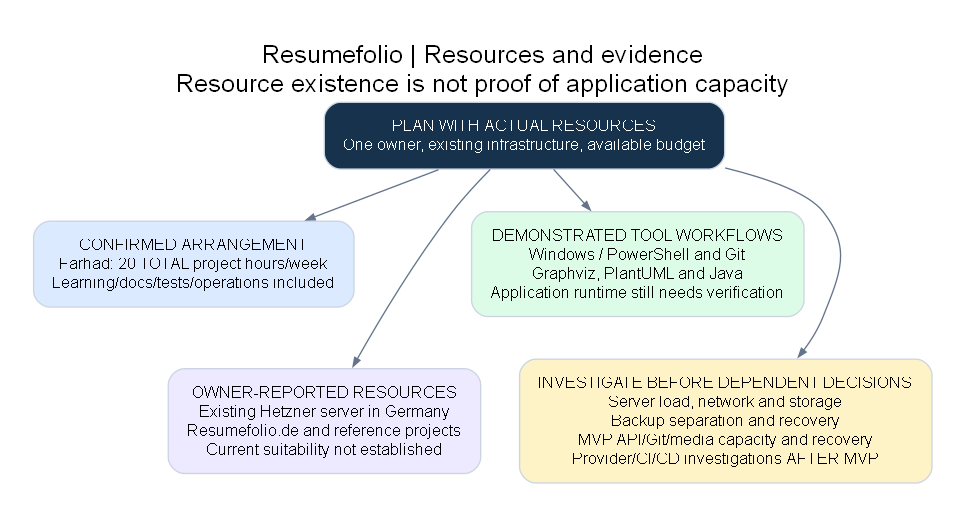 Resumefolio | Resources and evidence
Resource existence is not proof of application capacity
PLAN WITH ACTUAL RESOURCES
One owner, existing infrastructure, available budget
CONFIRMED ARRANGEMENT
Farhad: 20 TOTAL project hours/week
Learning/docs/tests/operations included
DEMONSTRATED TOOL WORKFLOWS
Windows / PowerShell and Git
Graphviz, PlantUML and Java
Application runtime still needs verification
OWNER-REPORTED RESOURCES
Existing Hetzner server in Germany
Resumefolio.de and reference projects
Current suitability not established
INVESTIGATE BEFORE DEPENDENT DECISIONS
Server load, network and storage
Backup separation and recovery
MVP API/Git/media capacity and recovery
Provider/CI/CD investigations AFTER MVP